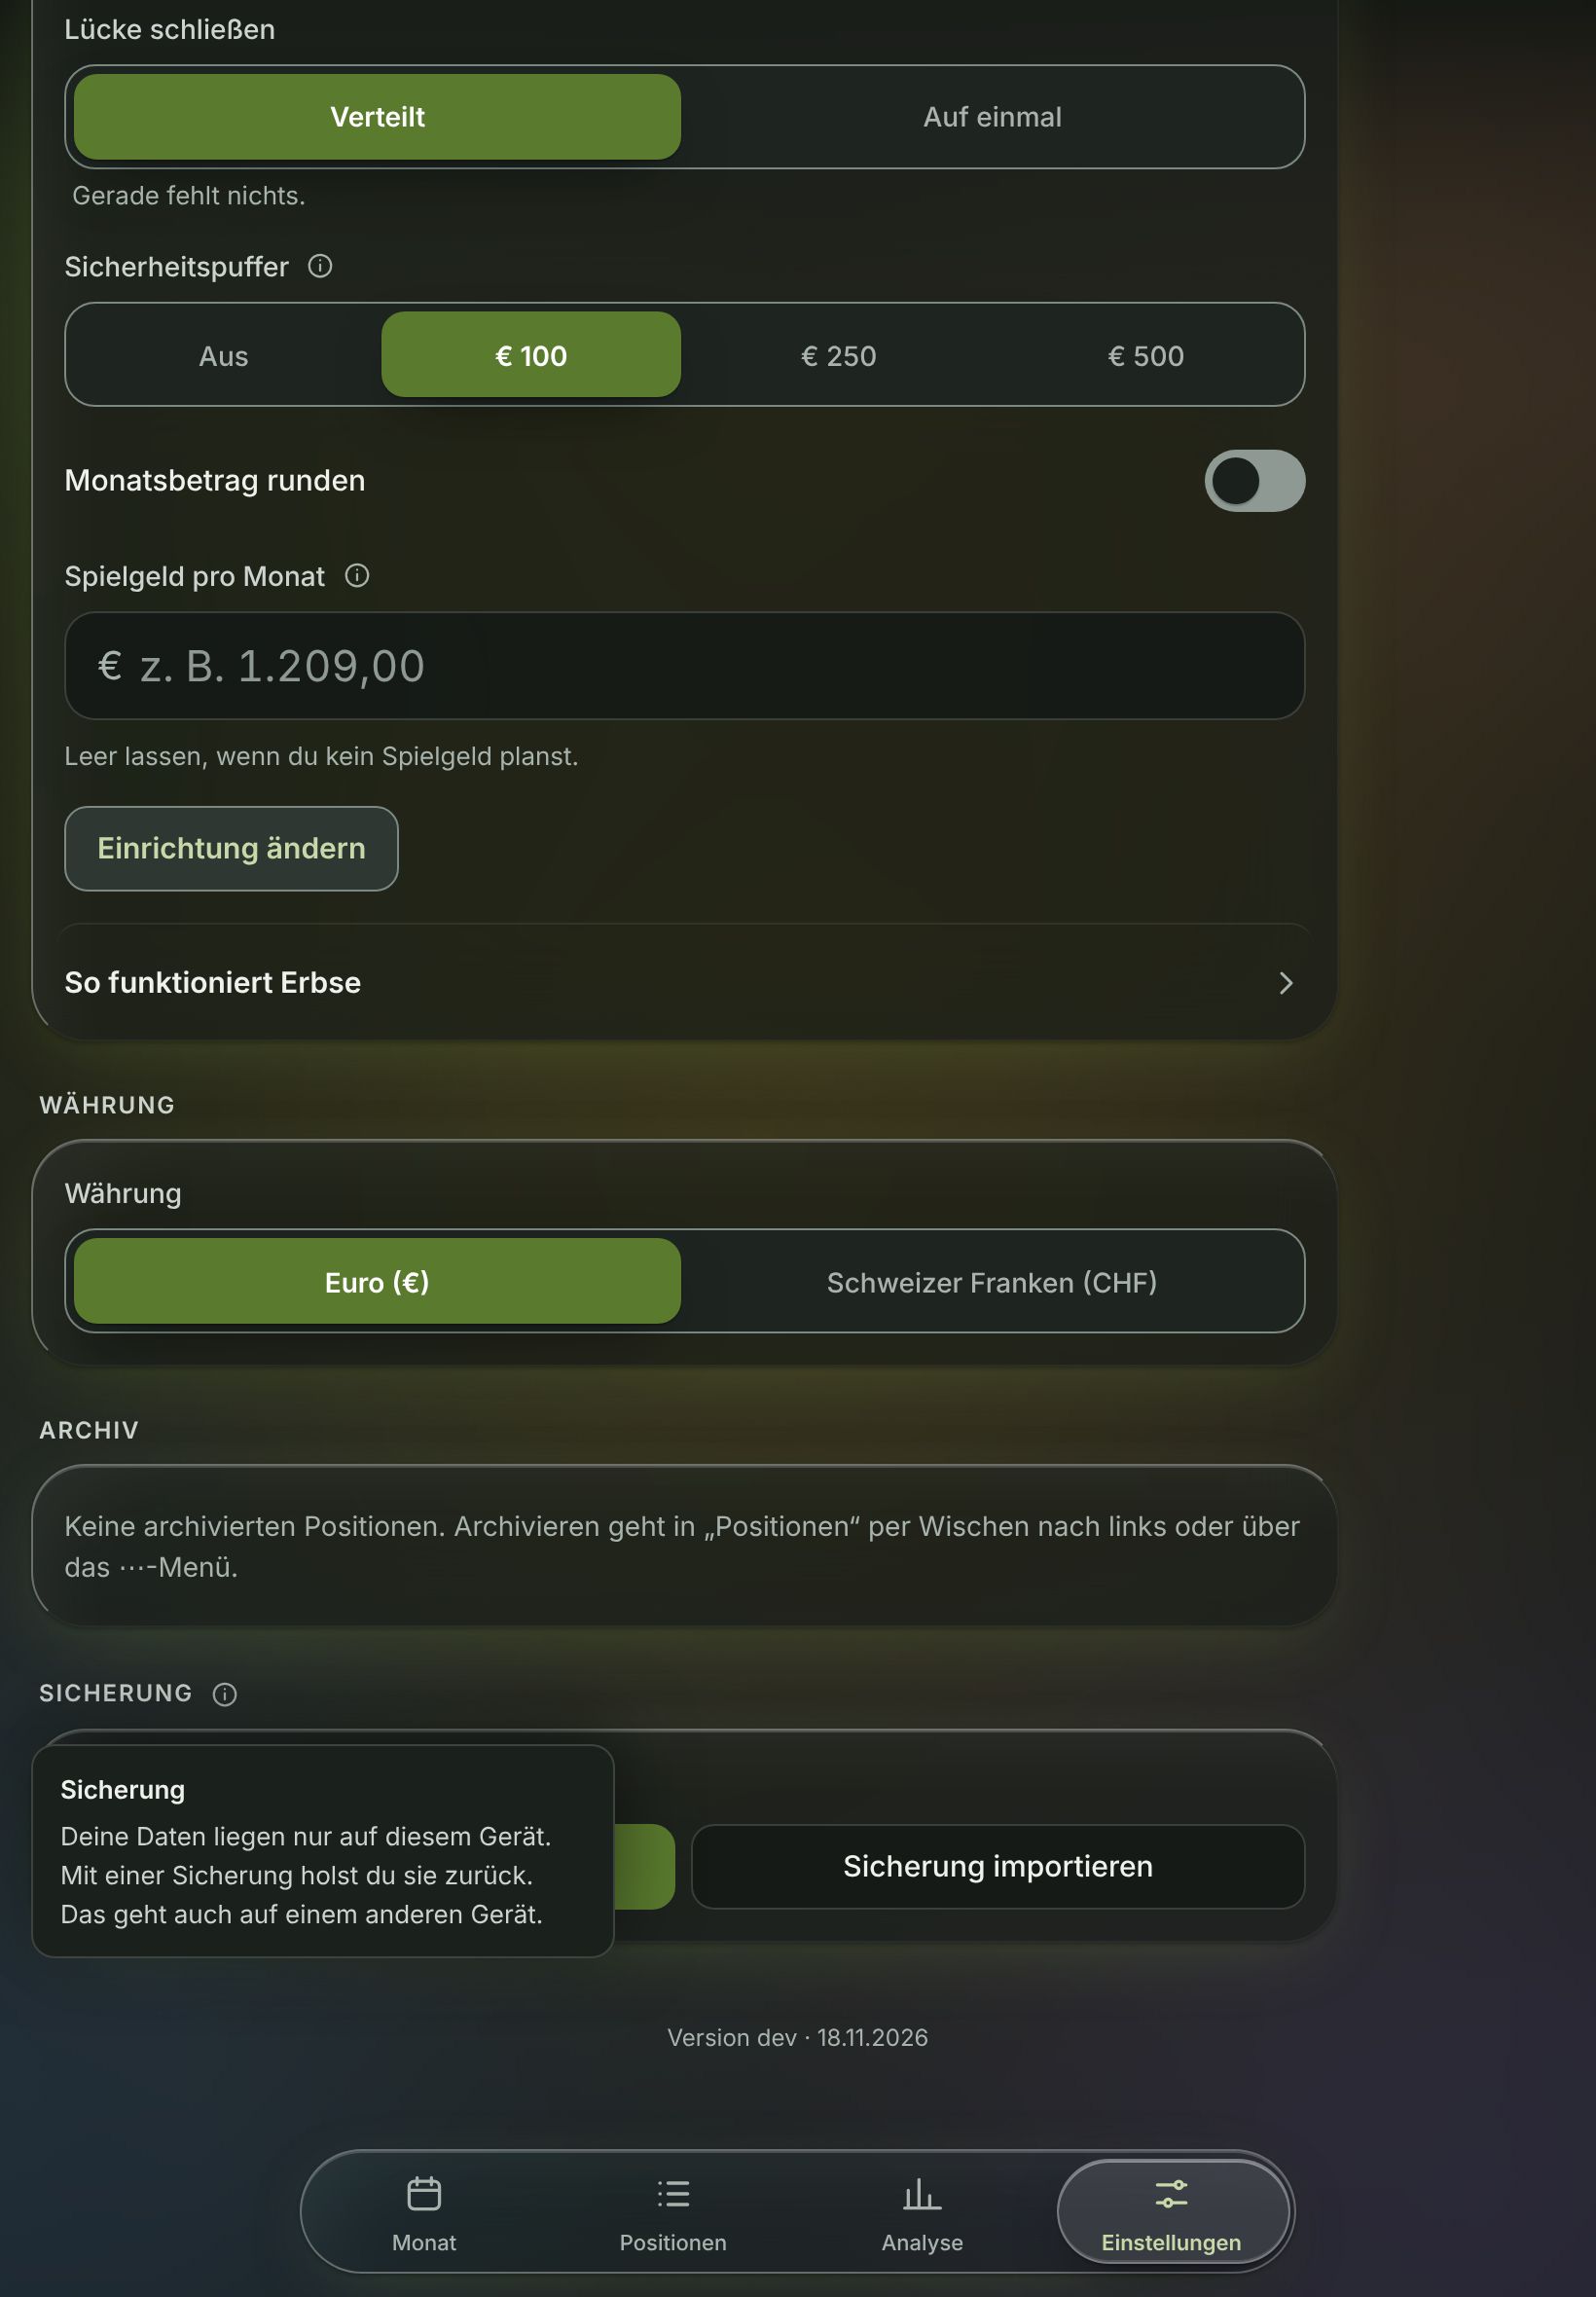 Lücke schließen
Verteilt
Auf einmal
Gerade fehlt nichts.
Sicherheitspuffer
Aus
€ 100
€ 250
€ 500
Monatsbetrag runden
Spielgeld pro Monat
€ z. B. 1.209,00
Leer lassen, wenn du kein Spielgeld planst.
Einrichtung ändern
So funktioniert Erbse
WÄHRUNG
Währung
Euro (€)
Schweizer Franken (CHF)
ARCHIV
Keine archivierten Positionen. Archivieren geht in „Positionen“ per Wischen nach links oder über
das ···-Menü.
SICHERUNG
Sicherung
Deine Daten liegen nur auf diesem Gerät.
Mit einer Sicherung holst du sie zurück.
Das geht auch auf einem anderen Gerät.
Sicherung importieren
Version dev · 18.11.2026
Monat
Positionen
Analyse
Einstellungen